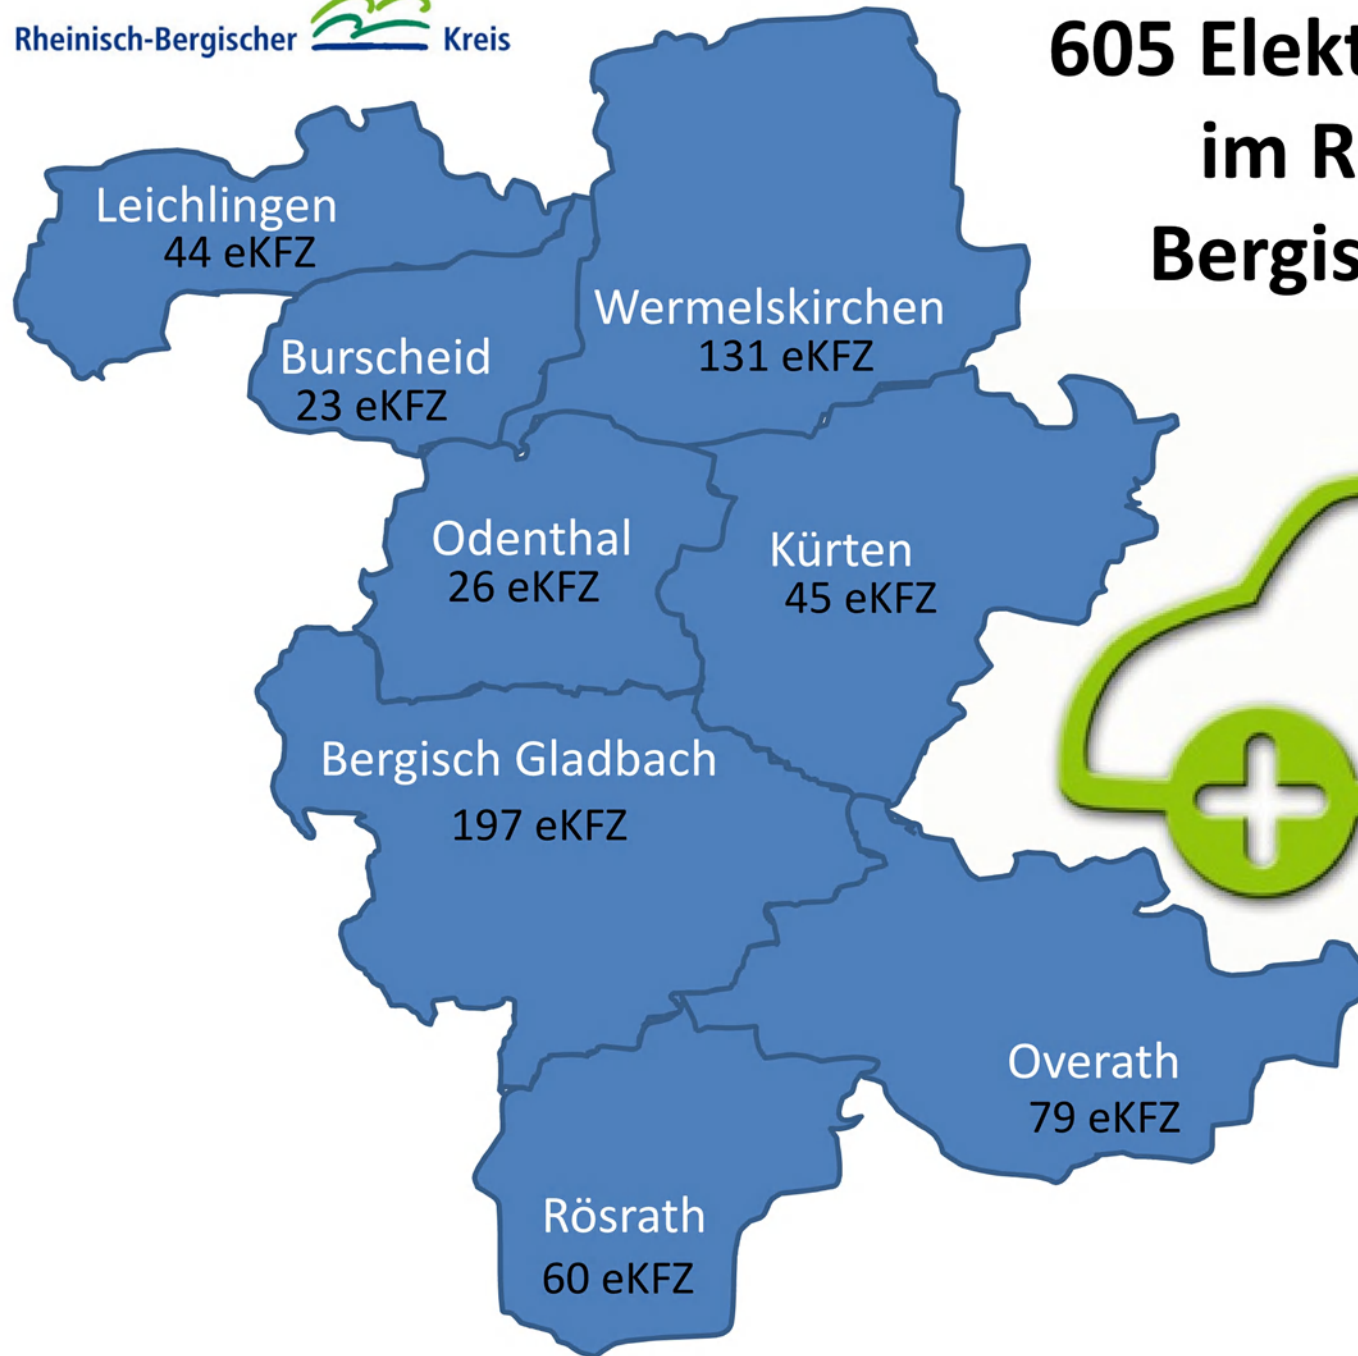 Rheinisch-Bergischer Kreis
605 Elekt
im R
Bergis
Leichlingen
44 eKFZ
Wermelskirchen
131 eKFZ
Burscheid
23 eKFZ
Odenthal
26 eKFZ
Kürten
45 eKFZ
Bergisch Gladbach
197 eKFZ
Overath
79 eKFZ
Rösrath
60 eKFZ